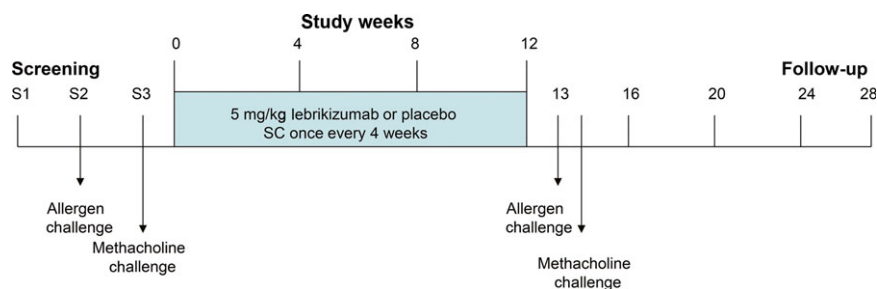 Study weeks
0 4 8 12
Screening
Follow-up
S1 S2 S3
13 16 20 24 28
5 mg/kg lebrikizumab or placebo
SC once every 4 weeks
Allergen
challenge
Methacholine
challenge
Allergen
challenge
Methacholine
challenge